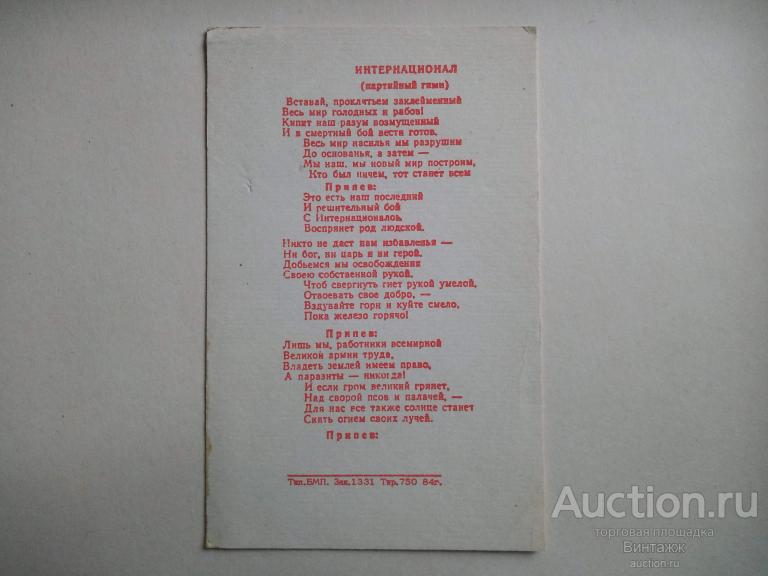 ИНТЕРНАЦИОНАЛ
(партийный гимн)
Вставай, проклятьем заклейменный
Весь мир голодных и рабов!
Кипит наш разум возмущенный
И в смертный бой вести готов.
Весь мир насилья мы разрушим
До основанья, а затем —
Мы наш, мы новый мир построим,
Кто был ничем, тот станет всем
Припев:
Это есть наш последний
И решительный бой
С Интернационалов
Воспрянет род людской.
Никто не даст нам избавленья —
Ни бог, ни царь и ни герой.
Добьемся мы освобождения
Своею собственной рукой.
Чтоб свергнуть гнет рукой умелой,
Отвоевать свое добро, —
Вздувайте горн и куйте смело,
Пока железо горячо!
Припев:
Лишь мы, работники всемирной
Великой армии труда,
Владеть землей имеем право,
А паразиты — никогда!
И если гром великий грянет,
Над сворой псов и палачей, —
Для нас все также солнце станет
Сиять огнем своих лучей.
Припев:
Тип.БМП. Зак.1331 Тир.750 84г.
Auction.ru
торговая площадка
Винтажж
auction.ru